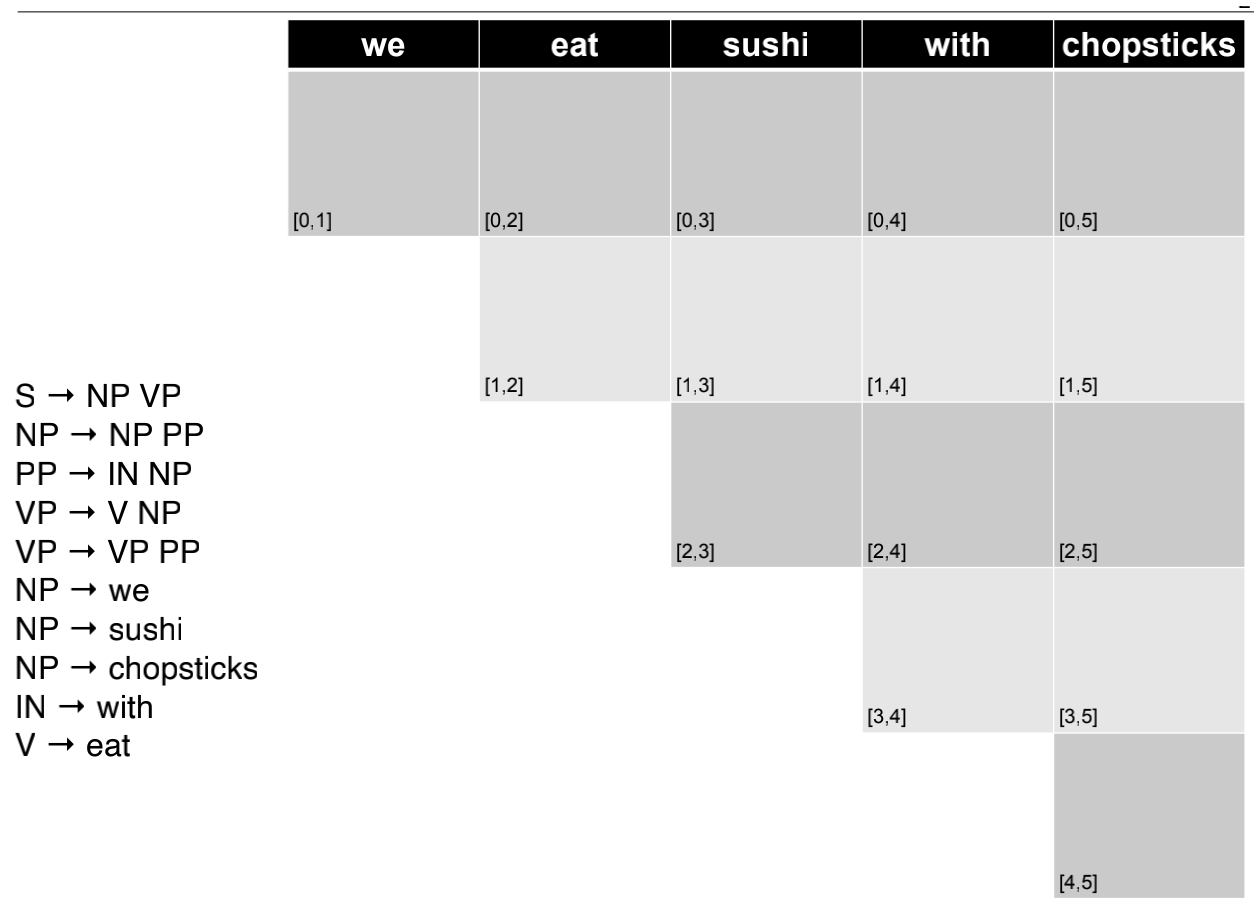 we eat sushi with chopsticks
[0,1] [0,2] [0,3] [0,4] [0,5]
[1,2] [1,3] [1,4] [1,5]
[2,3] [2,4] [2,5]
[3,4] [3,5]
[4,5]
S → NP VP
NP → NP PP
PP → IN NP
VP → V NP
VP → VP PP
NP → we
NP → sushi
NP → chopsticks
IN → with
V → eat